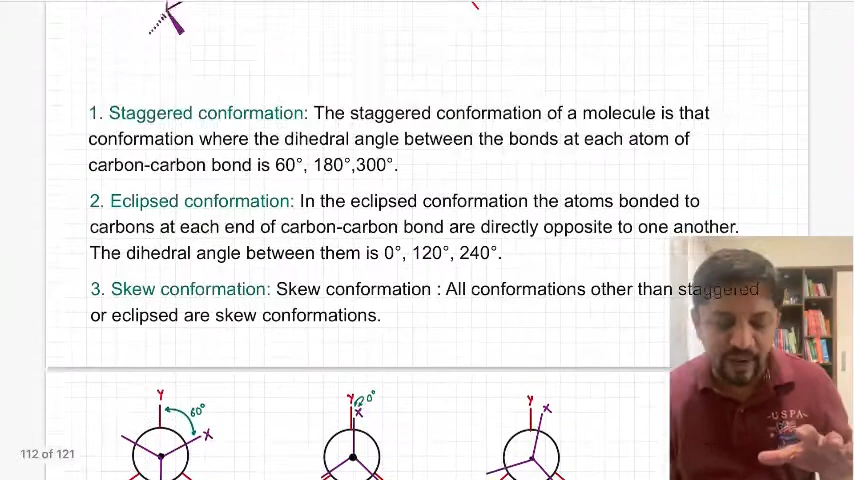 1. Staggered conformation: The staggered conformation of a molecule is that
conformation where the dihedral angle between the bonds at each atom of
carbon-carbon bond is 60°, 180°,300°.
2. Eclipsed conformation: In the eclipsed conformation the atoms bonded to
carbons at each end of carbon-carbon bond are directly opposite to one another.
The dihedral angle between them is 0°, 120°, 240°.
3. Skew conformation: Skew conformation : All conformations other than staggered
or eclipsed are skew conformations.
Y 60° X
Y 0° X
Y X
USPA
112 of 121